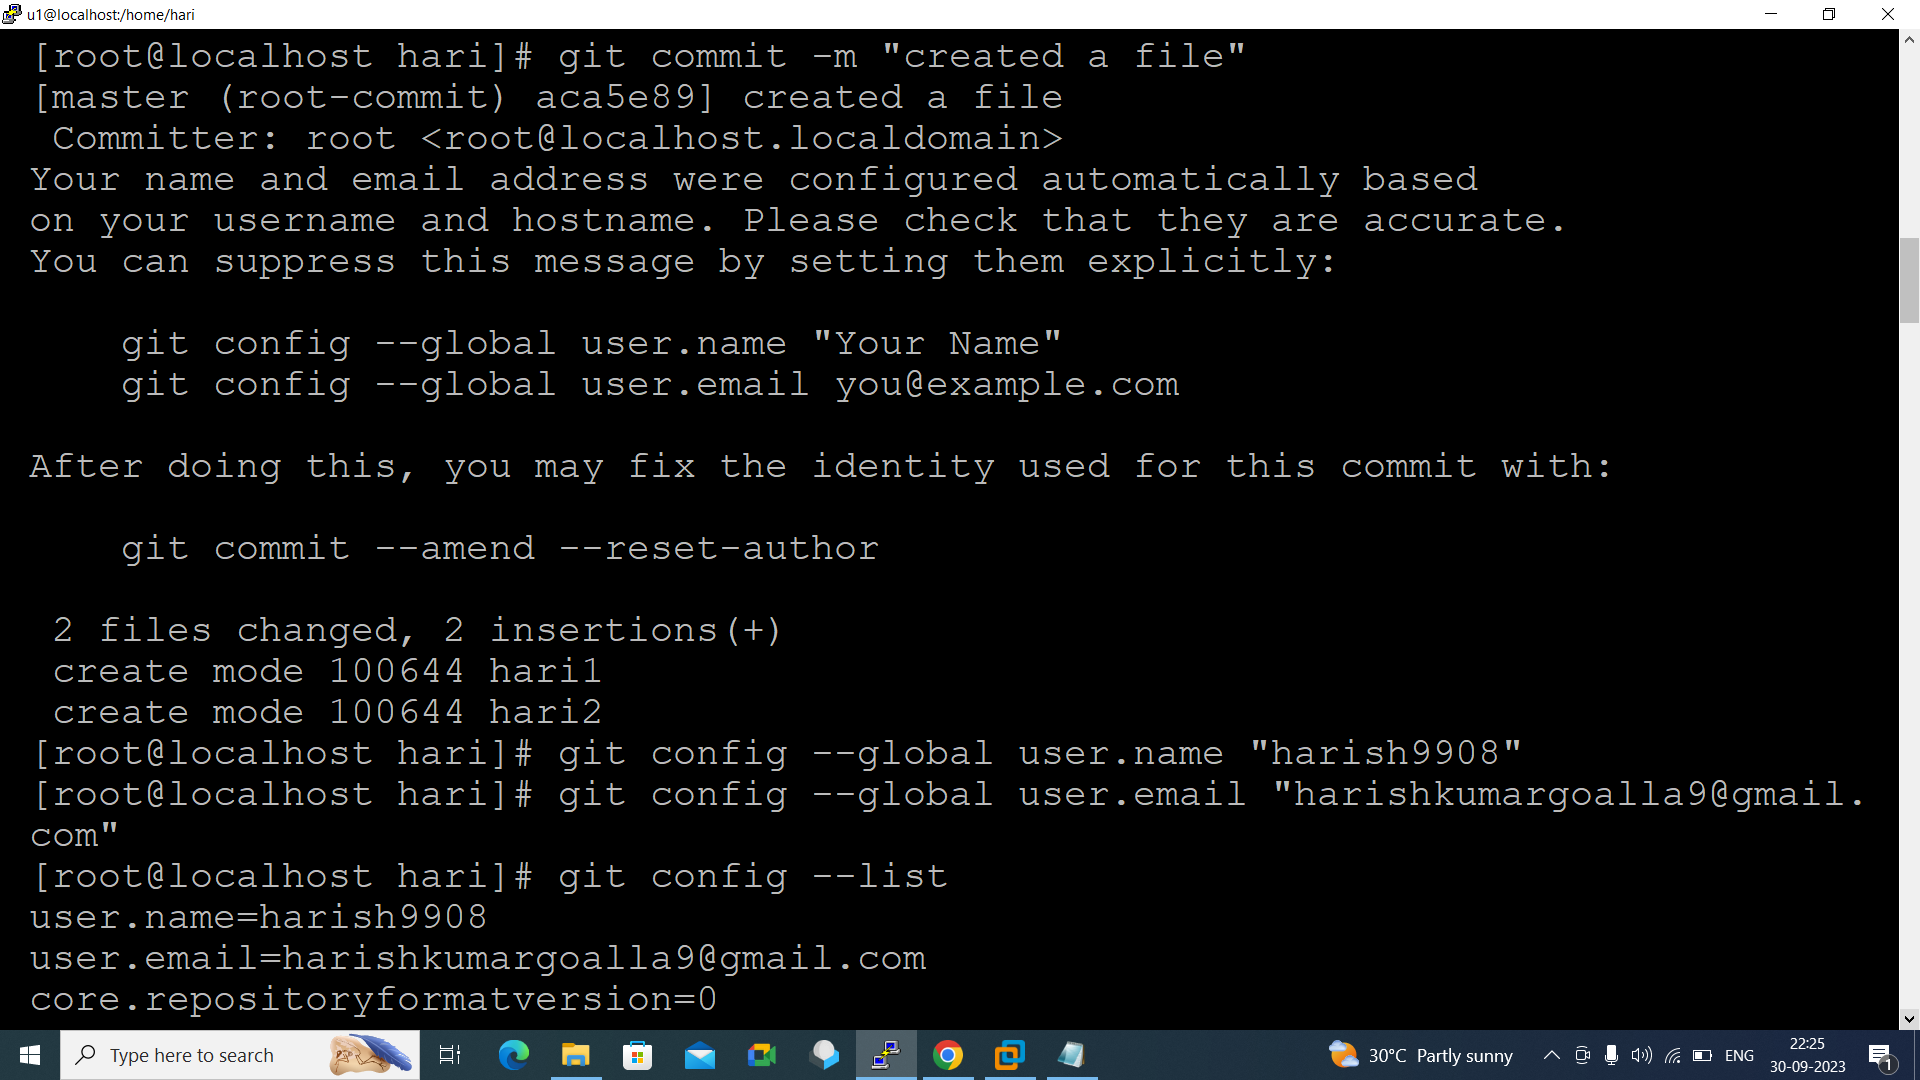 u1@localhost:/home/hari
[root@localhost hari]# git commit -m "created a file"
[master (root-commit) aca5e89] created a file
 Committer: root <root@localhost.localdomain>
Your name and email address were configured automatically based
on your username and hostname. Please check that they are accurate.
You can suppress this message by setting them explicitly:

    git config --global user.name "Your Name"
    git config --global user.email you@example.com

After doing this, you may fix the identity used for this commit with:

    git commit --amend --reset-author

 2 files changed, 2 insertions(+)
 create mode 100644 hari1
 create mode 100644 hari2
[root@localhost hari]# git config --global user.name "harish9908"
[root@localhost hari]# git config --global user.email "harishkumargoalla9@gmail.
com"
[root@localhost hari]# git config --list
user.name=harish9908
user.email=harishkumargoalla9@gmail.com
core.repositoryformatversion=0
Type here to search
30°C Partly sunny
ENG
22:25
30-09-2023
1